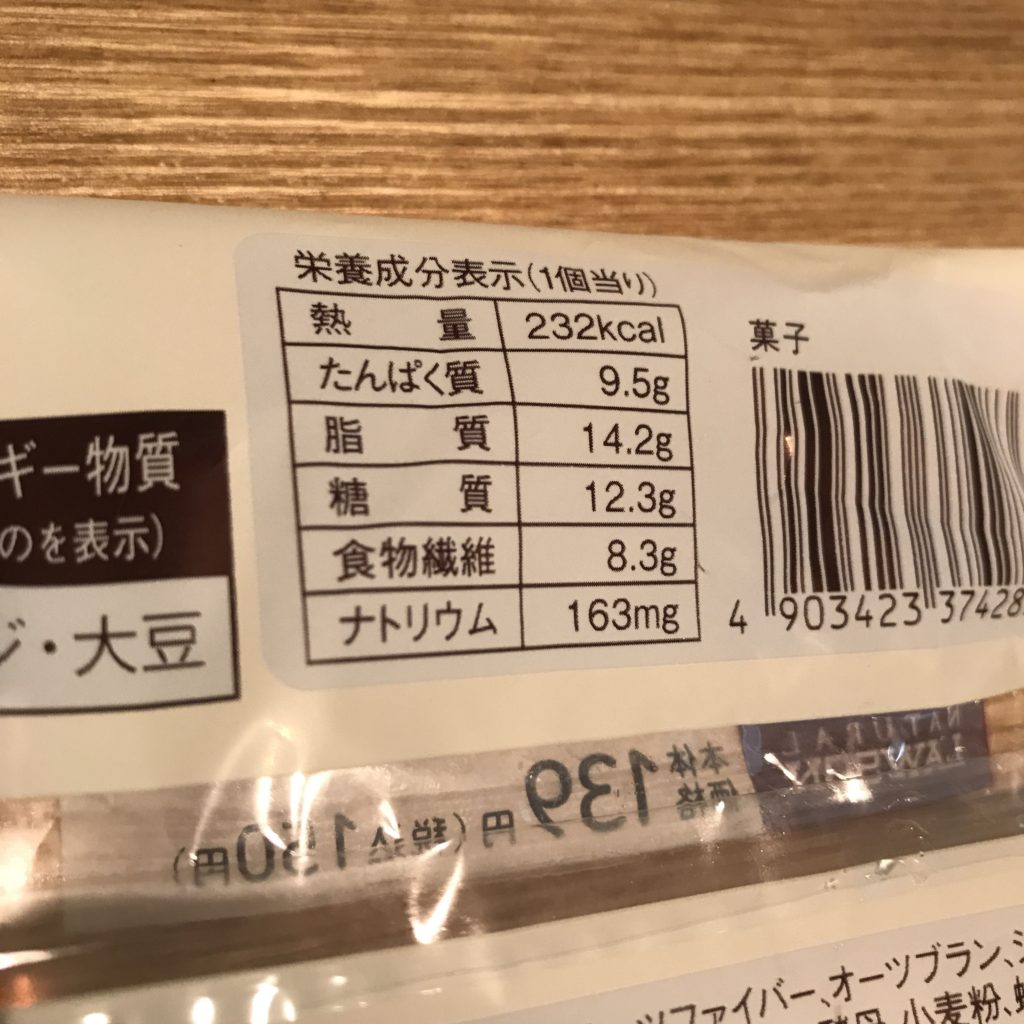 栄養成分表示(1個当り)
熱量 232kcal
たんぱく質 9.5g
脂質 14.2g
糖質 12.3g
食物繊維 8.3g
ナトリウム 163mg
菓子
4 903423 37428
ギー物質
のを表示)
ジ・大豆
NATURAL
LAWSON
本体価格139円(税込150円)
ツファイバー、オーツブラン、
小麦粉、